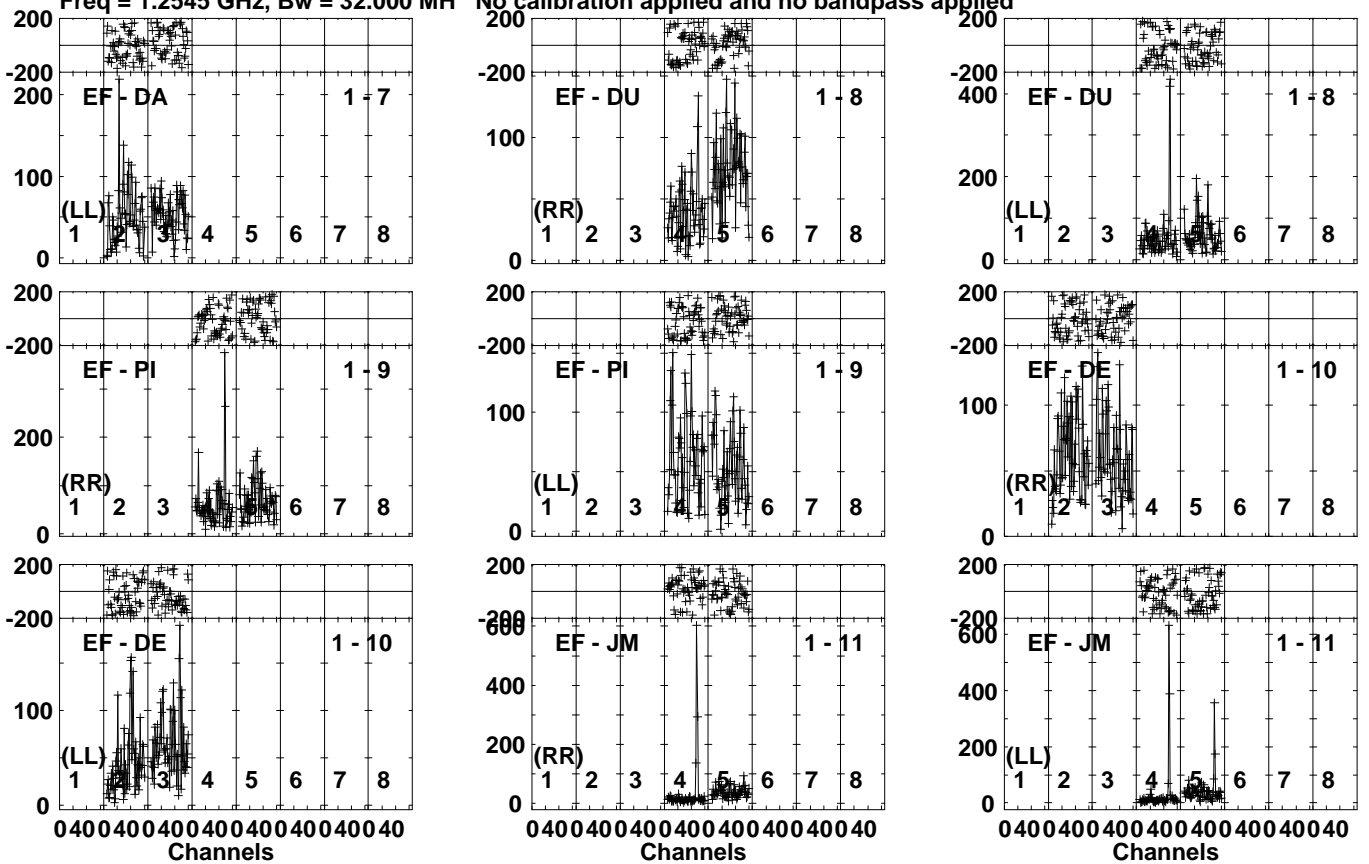 Freq = 1.2545 GHz, Bw = 32.000 MH No calibration applied and no bandpass applied
200 200 200
-200 -200
EF - DA 1 - 7 EF - DU 1 - 8 EF - DU 1 - 8
200 400
100 100 200
(LL) (RR) (LL)
1 2 3 4 5 6 7 8 1 2 3 4 5 6 7 8 1 2 3 4 5 6 7 8
0 0 0
200 200 200
-200 -200 -200
EF - PI 1 - 9 EF - PI 1 - 9 EF - DE 1 - 10
200 100 100
(RR) (LL) (RR)
1 2 3 4 5 6 7 8 1 2 3 4 5 6 7 8 1 2 3 4 5 6 7 8
0 0 0
200 200 200
-200 -200 -200
600 600
EF - DE 1 - 10 EF - JM 1 - 11 EF - JM 1 - 11
100 400 400
200 200
(LL) (RR) (LL)
1 2 3 4 5 6 7 8 1 2 3 4 5 6 7 8 1 2 3 4 5 6 7 8
0 0 0
0 40 0 40 0 40 0 40 0 40 0 40 0 40 0 40 0 40 0 40 0 40 0 40 0 40 0 40 0 40 0 40 0 40 0 40 0 40 0 40 0 40 0 40 0 40 0 40
Channels Channels Channels